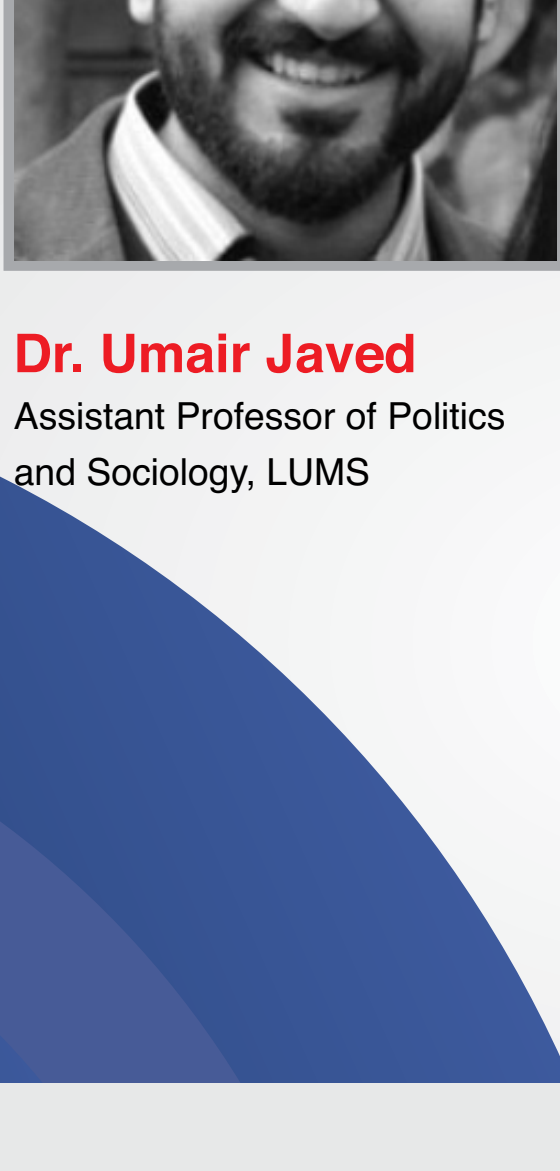 Dr. Umair Javed
Assistant Professor of Politics
and Sociology, LUMS